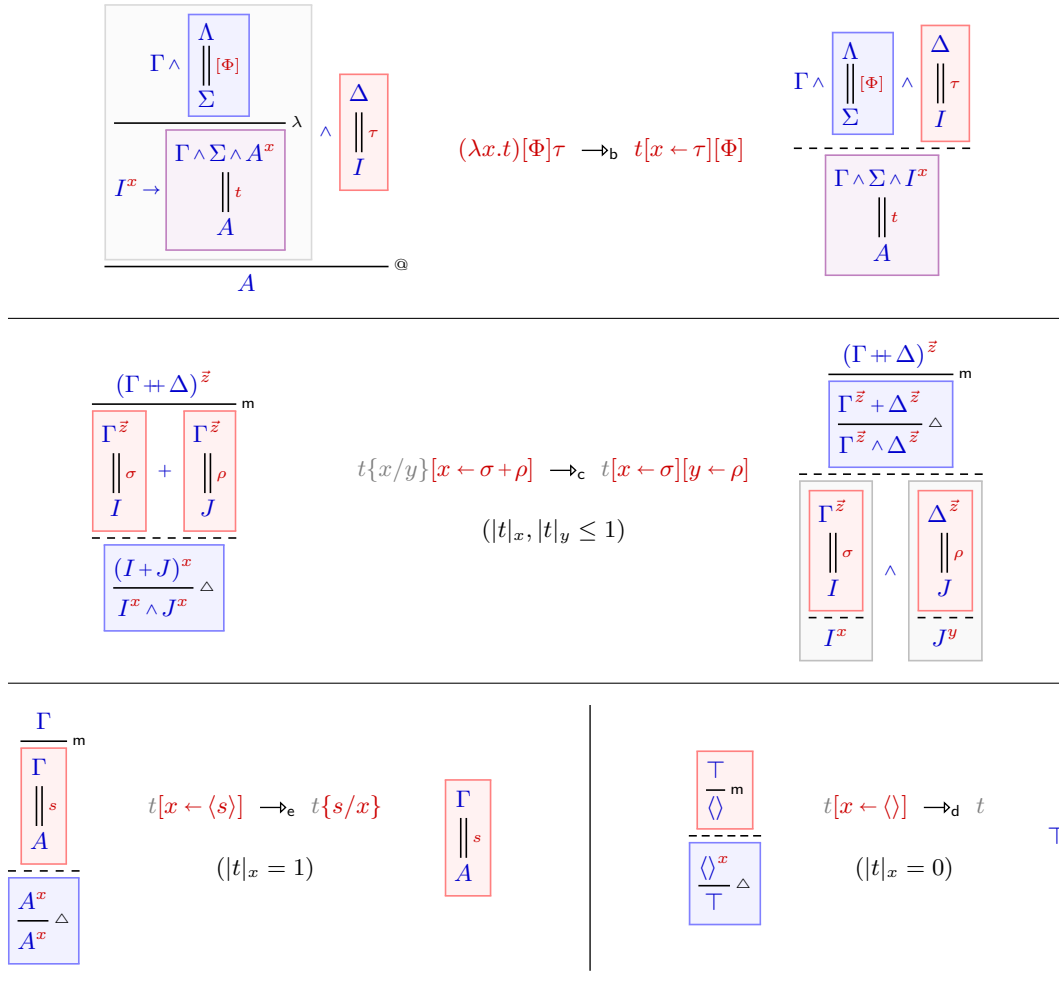 Γ ∧ Λ ‖ [Φ] Σ
λ
I^x → Γ ∧ Σ ∧ A^x ‖ t A
∧ Δ ‖ τ I
@
A
(λx.t)[Φ]τ →_b t[x ← τ][Φ]
Γ ∧ Λ ‖ [Φ] Σ ∧ Δ ‖ τ I
Γ ∧ Σ ∧ I^x ‖ t A
(Γ ++ Δ)^z⃗
m
Γ^z⃗ ‖ σ I + Γ^z⃗ ‖ ρ J
(I + J)^x
△
I^x ∧ J^x
t{x/y}[x ← σ + ρ] →_c t[x ← σ][y ← ρ]
(|t|_x, |t|_y ≤ 1)
(Γ ++ Δ)^z⃗
m
Γ^z⃗ + Δ^z⃗
△
Γ^z⃗ ∧ Δ^z⃗
Γ^z⃗ ‖ σ I ∧ Δ^z⃗ ‖ ρ J
I^x J^y
Γ
m
Γ ‖ s A
A^x
△
A^x
t[x ← ⟨s⟩] →_e t{s/x}
(|t|_x = 1)
Γ ‖ s A
⊤
m
⟨⟩
⟨⟩^x
△
⊤
t[x ← ⟨⟩] →_d t
(|t|_x = 0)
⊤